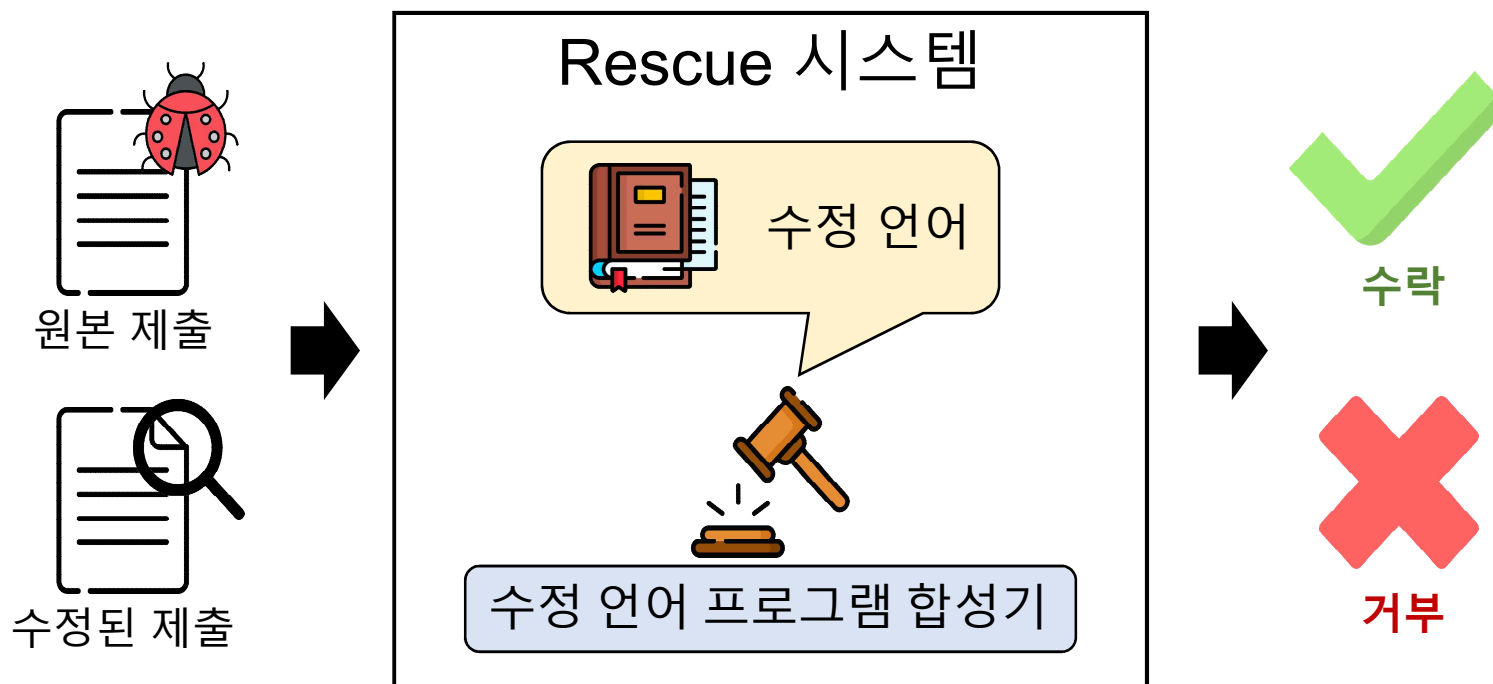 Rescue 시스템
수정 언어
원본 제출
수정된 제출
수정 언어 프로그램 합성기
수락
거부